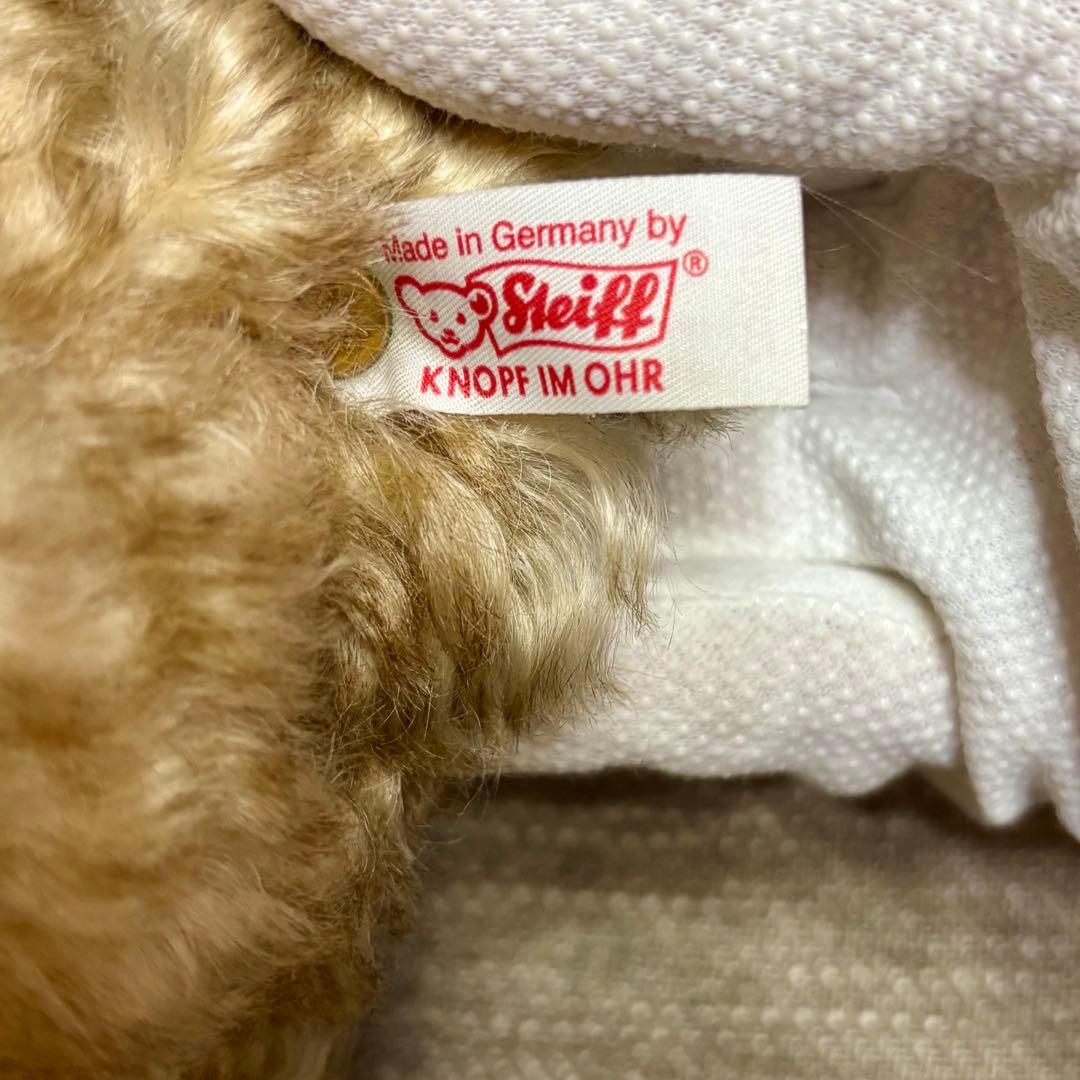 Made in Germany by
Steiff ®
KNOPF IM OHR